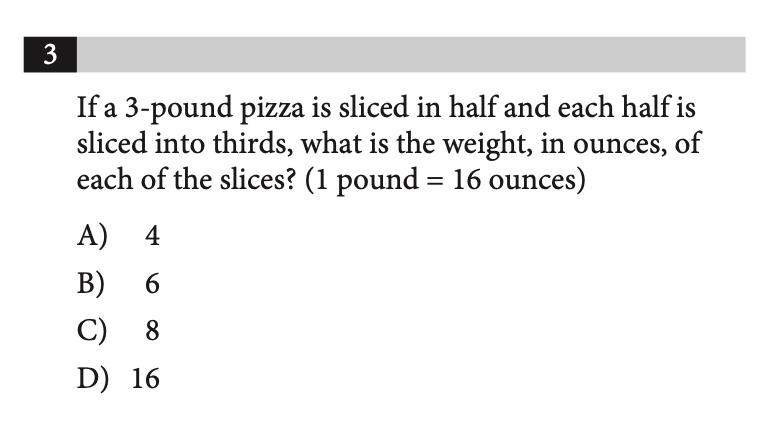 3
If a 3-pound pizza is sliced in half and each half is
sliced into thirds, what is the weight, in ounces, of
each of the slices? (1 pound = 16 ounces)
A) 4
B) 6
C) 8
D) 16